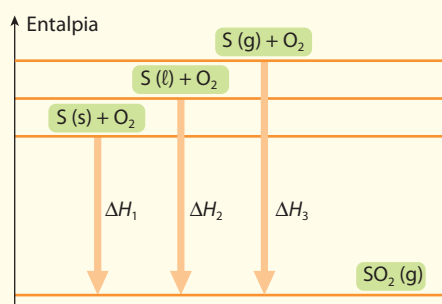 Entalpia
S (g) + O₂
S (ℓ) + O₂
S (s) + O₂
ΔH₁
ΔH₂
ΔH₃
SO₂ (g)